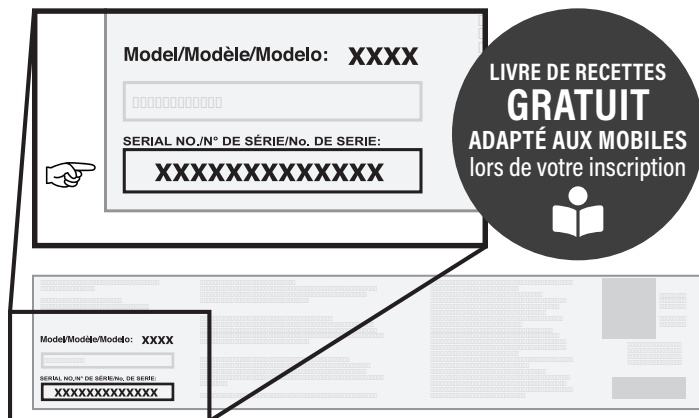 Model/Modèle/Modelo: XXXX
SERIAL NO./N° DE SÉRIE/No. DE SERIE:
XXXXXXXXXXXXX
LIVRE DE RECETTES
GRATUIT
ADAPTÉ AUX MOBILES
lors de votre inscription
Model/Modèle/Modelo: XXXX
SERIAL NO./N° DE SÉRIE/No. DE SERIE:
XXXXXXXXXXXXX